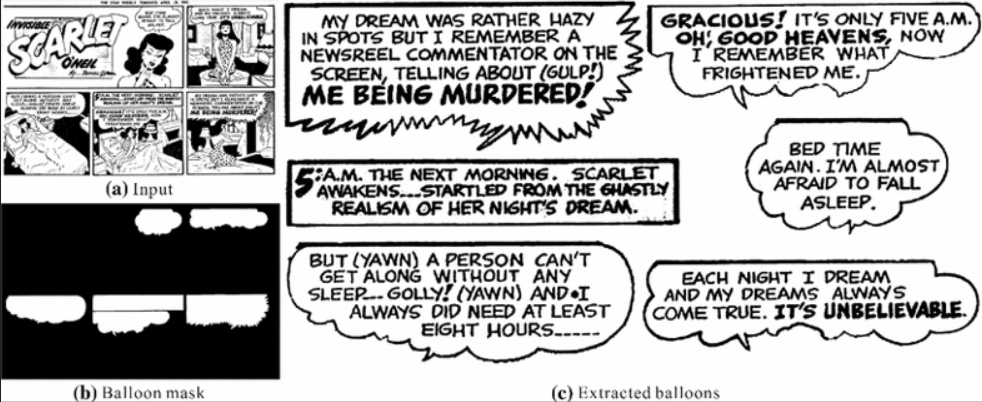 INVISIBLE
SCARLET
O'NEIL
ME BEING MURDERED!
(a) Input
(b) Balloon mask
MY DREAM WAS RATHER HAZY
IN SPOTS BUT I REMEMBER A
NEWSREEL COMMENTATOR ON THE
SCREEN, TELLING ABOUT (GULP!)
ME BEING MURDERED!
GRACIOUS! IT'S ONLY FIVE A.M.
OH, GOOD HEAVENS, NOW
I REMEMBER WHAT
FRIGHTENED ME.
5:A.M. THE NEXT MORNING. SCARLET
AWAKENS...STARTLED FROM THE GHASTLY
REALISM OF HER NIGHT'S DREAM.
BED TIME
AGAIN. I'M ALMOST
AFRAID TO FALL
ASLEEP.
BUT (YAWN) A PERSON CAN'T
GET ALONG WITHOUT ANY
SLEEP... GOLLY! (YAWN) AND I
ALWAYS DID NEED AT LEAST
EIGHT HOURS-----
EACH NIGHT I DREAM
AND MY DREAMS ALWAYS
COME TRUE. IT'S UNBELIEVABLE.
(c) Extracted balloons